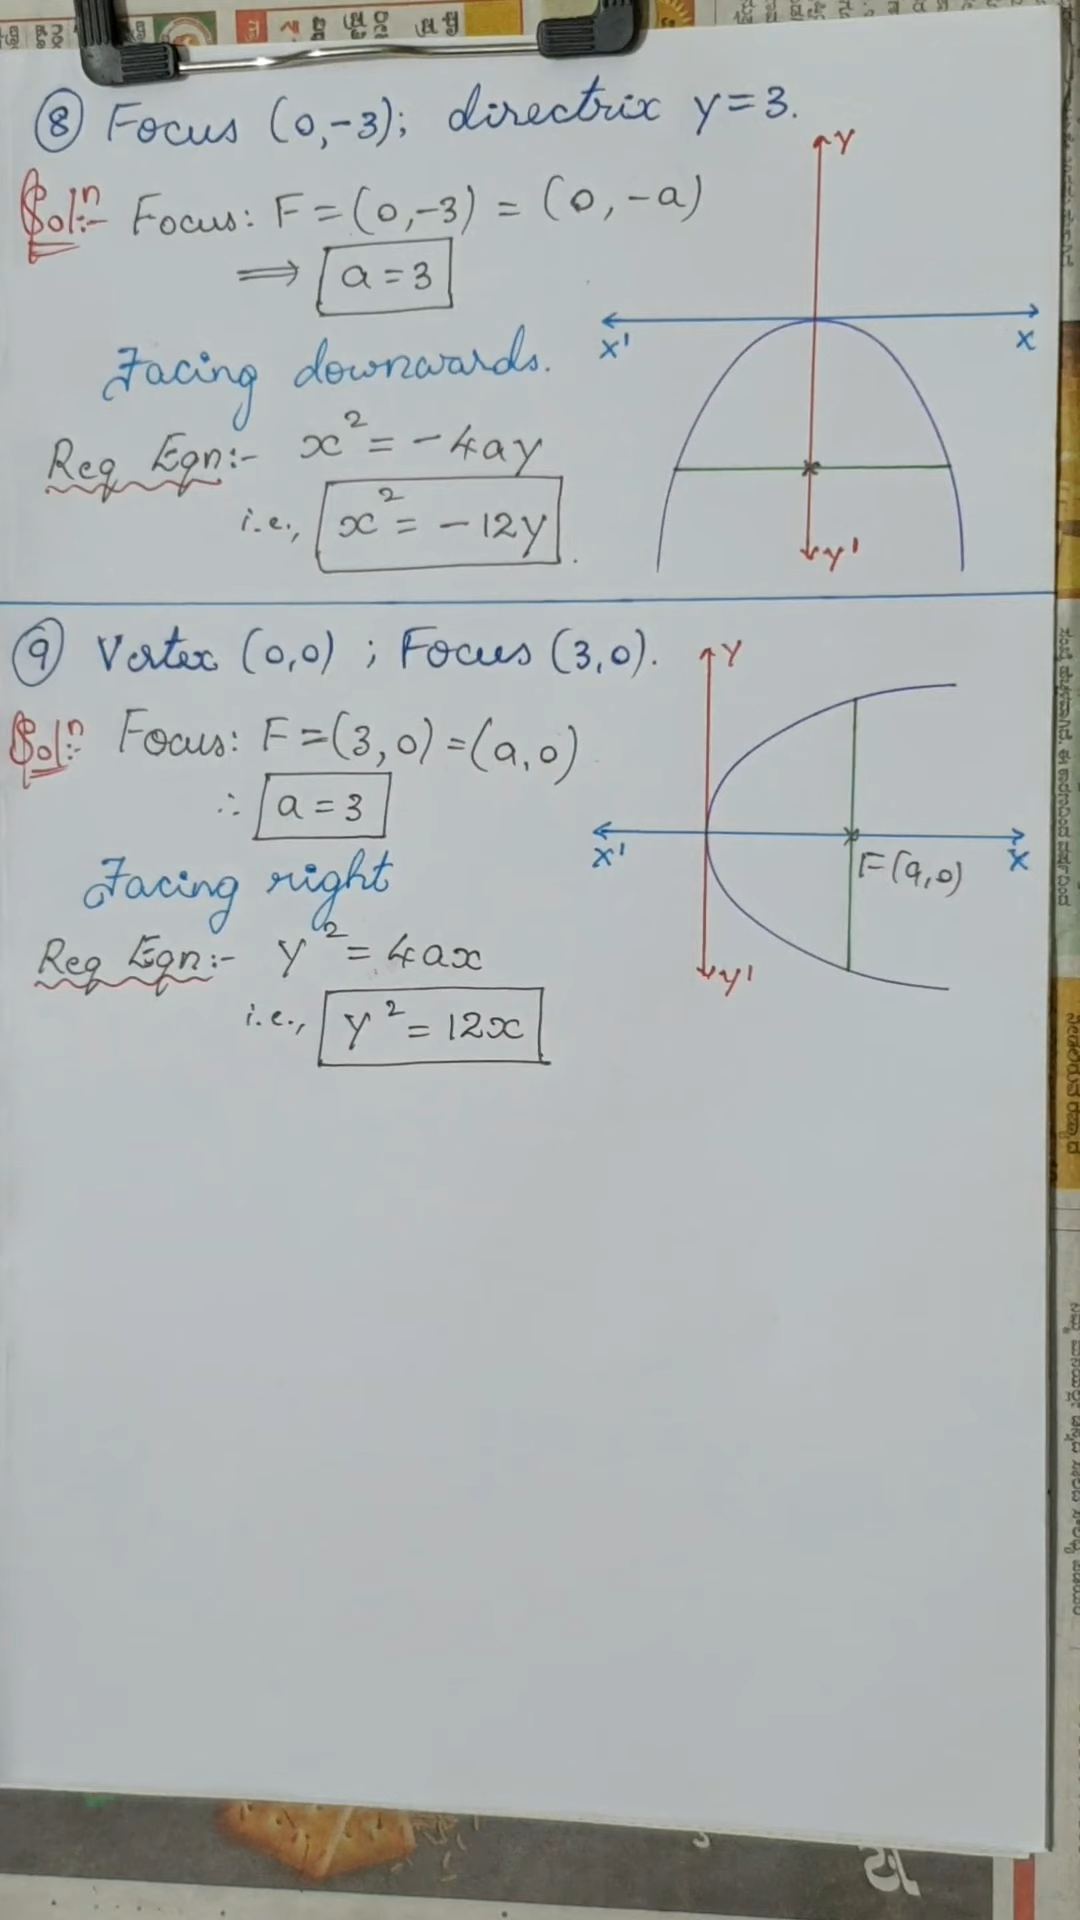 ⑧ Focus (0,-3); directrix y=3.
Solⁿ:- Focus: F=(0,-3) = (0,-a)
⟹ a=3
Facing downwards.
Req Eqn:- x² = -4ay
i.e., x² = -12y.
Y
X'
X
Y'
⑨ Vertex (0,0) ; Focus (3,0).
Solⁿ:- Focus: F=(3,0)=(a,0)
∴ a=3
Facing right
Req Eqn:- y² = 4ax
i.e., y² = 12x
Y
X'
X
F(a,0)
Y'